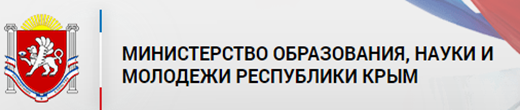 МИНИСТЕРСТВО ОБРАЗОВАНИЯ, НАУКИ И
МОЛОДЕЖИ РЕСПУБЛИКИ КРЫМ